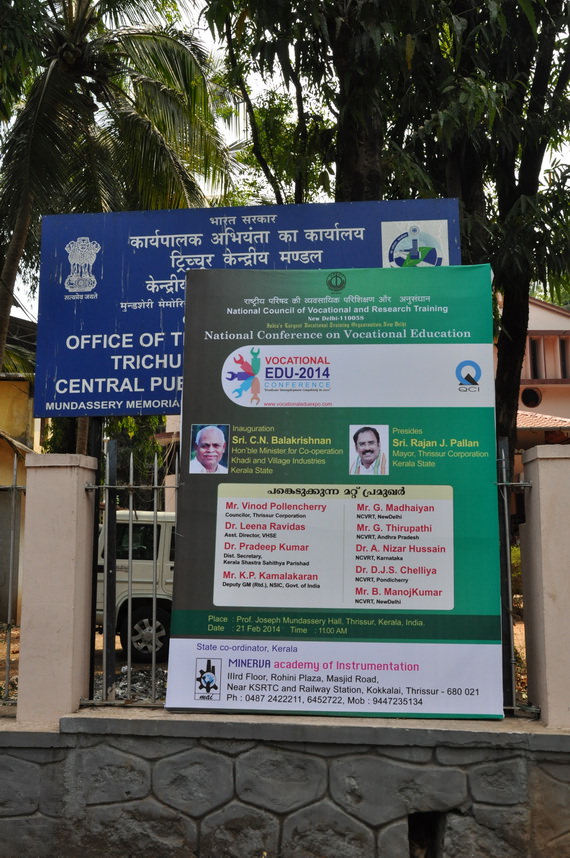 भारत सरकार
कार्यपालक अभियंता का कार्यालय
ट्रिच्चूर केन्द्रीय मण्डल
केन्द्रीय
मुन्डशेरी मेमोरि
सत्यमेव जयते
OFFICE OF T
TRICHU
CENTRAL PU
MUNDASSERY MEMORIA
राष्ट्रीय परिषद की व्यवसायिक परिशिक्षण और अनुसंधान
National Council of Vocational and Research Training
New Delhi-110058
India's Largest Vocational Training Organisation, New Delhi
National Conference on Vocational Education
VOCATIONAL
EDU-2014
CONFERENCE
www.vocationaleduexpo.com
QCI
Inauguration
Sri. C.N. Balakrishnan
Hon'ble Minister for Co-operation
Khadi and Village Industries
Kerala State
Presides
Sri. Rajan J. Pallan
Mayor, Thrissur Corporation
Kerala State
പങ്കെടുക്കുന്ന മറ്റ് പ്രമുഖർ
Mr. Vinod Pollencherry
Councilor, Thrissur Corporation
Dr. Leena Ravidas
Asst. Director, VHSE
Dr. Pradeep Kumar
Dist. Secretary,
Kerala Shastra Sahithya Parishad
Mr. K.P. Kamalakaran
Deputy GM (Rtd.), NSIC, Govt. of India
Mr. G. Madhaiyan
NCVRT, NewDelhi
Mr. G. Thirupathi
NCVRT, Andhra Pradesh
Dr. A. Nizar Hussain
NCVRT, Karnataka
Dr. D.J.S. Chelliya
NCVRT, Pondicherry
Mr. B. ManojKumar
NCVRT, NewDelhi
Place : Prof. Joseph Mundassery Hall, Thrissur, Kerala, India.
Date : 21 Feb 2014 Time : 11:00 AM
State co-ordinator, Kerala
MINERVA academy of Instrumentation
IIIrd Floor, Rohini Plaza, Masjid Road,
Near KSRTC and Railway Station, Kokkalai, Thrissur - 680 021
Ph : 0487 2422211, 6452722, Mob : 9447235134
mai